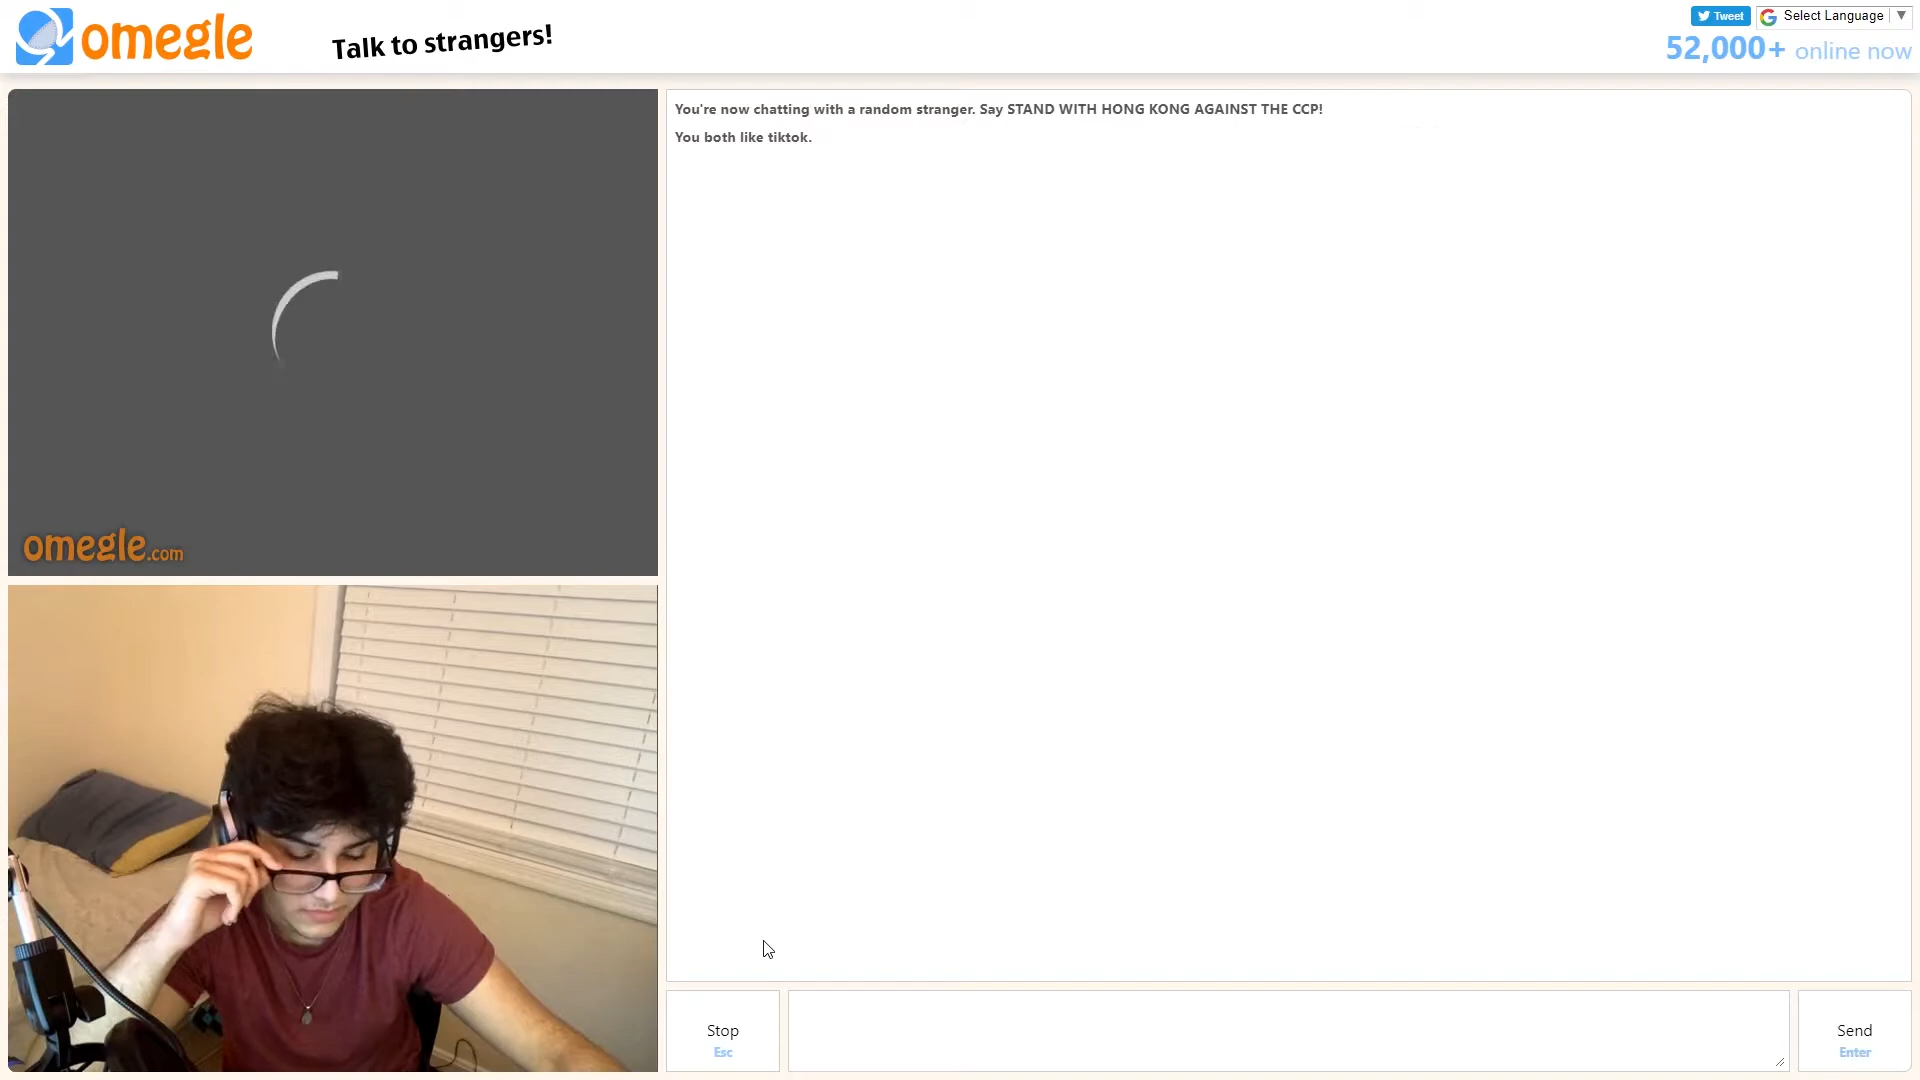 omegle
Talk to strangers!
Tweet
Select Language
52,000+ online now
You're now chatting with a random stranger. Say STAND WITH HONG KONG AGAINST THE CCP!
You both like tiktok.
omegle.com
Stop
Esc
Send
Enter